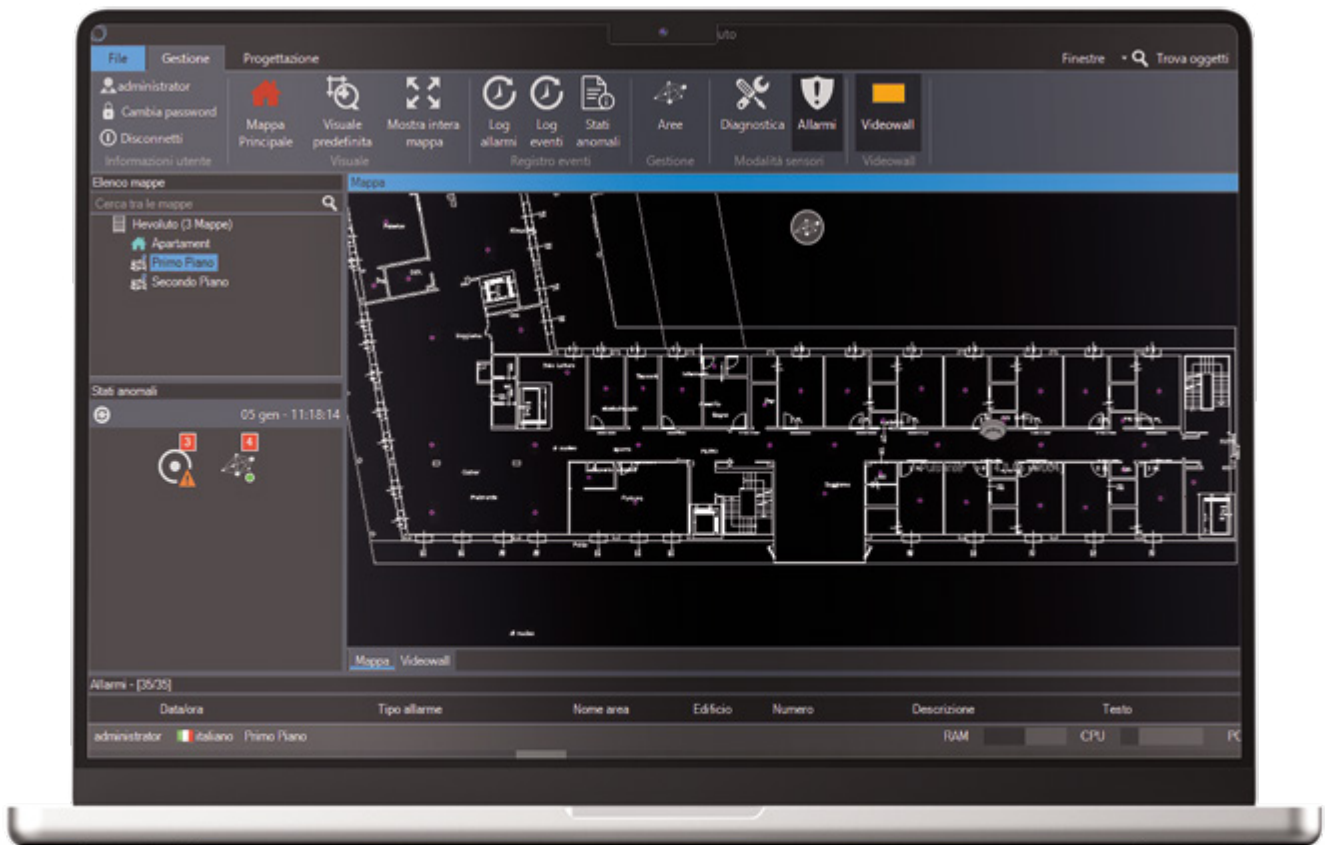 uto
File Gestione Progettazione Finestre Trova oggetti
administrator
Cambia password
Disconnetti
Informazioni utente
Mappa Principale
Visuale predefinita
Mostra intera mappa
Visuale
Log allarmi
Log eventi
Stati anomali
Registro eventi
Aree
Gestione
Diagnostica
Allarmi
Modalità sensori
Videowall
Videowall
Elenco mappe
Cerca tra le mappe
Hevoluto (3 Mappe)
Apartament
Primo Piano
Secondo Piano
Stati anomali
05 gen - 11:18:14
3 4
Mappa
Mappa Videowall
Allarmi - [35/35]
Data/ora Tipo allarme Nome area Edificio Numero Descrizione Testo
administrator italiano Primo Piano RAM CPU PC